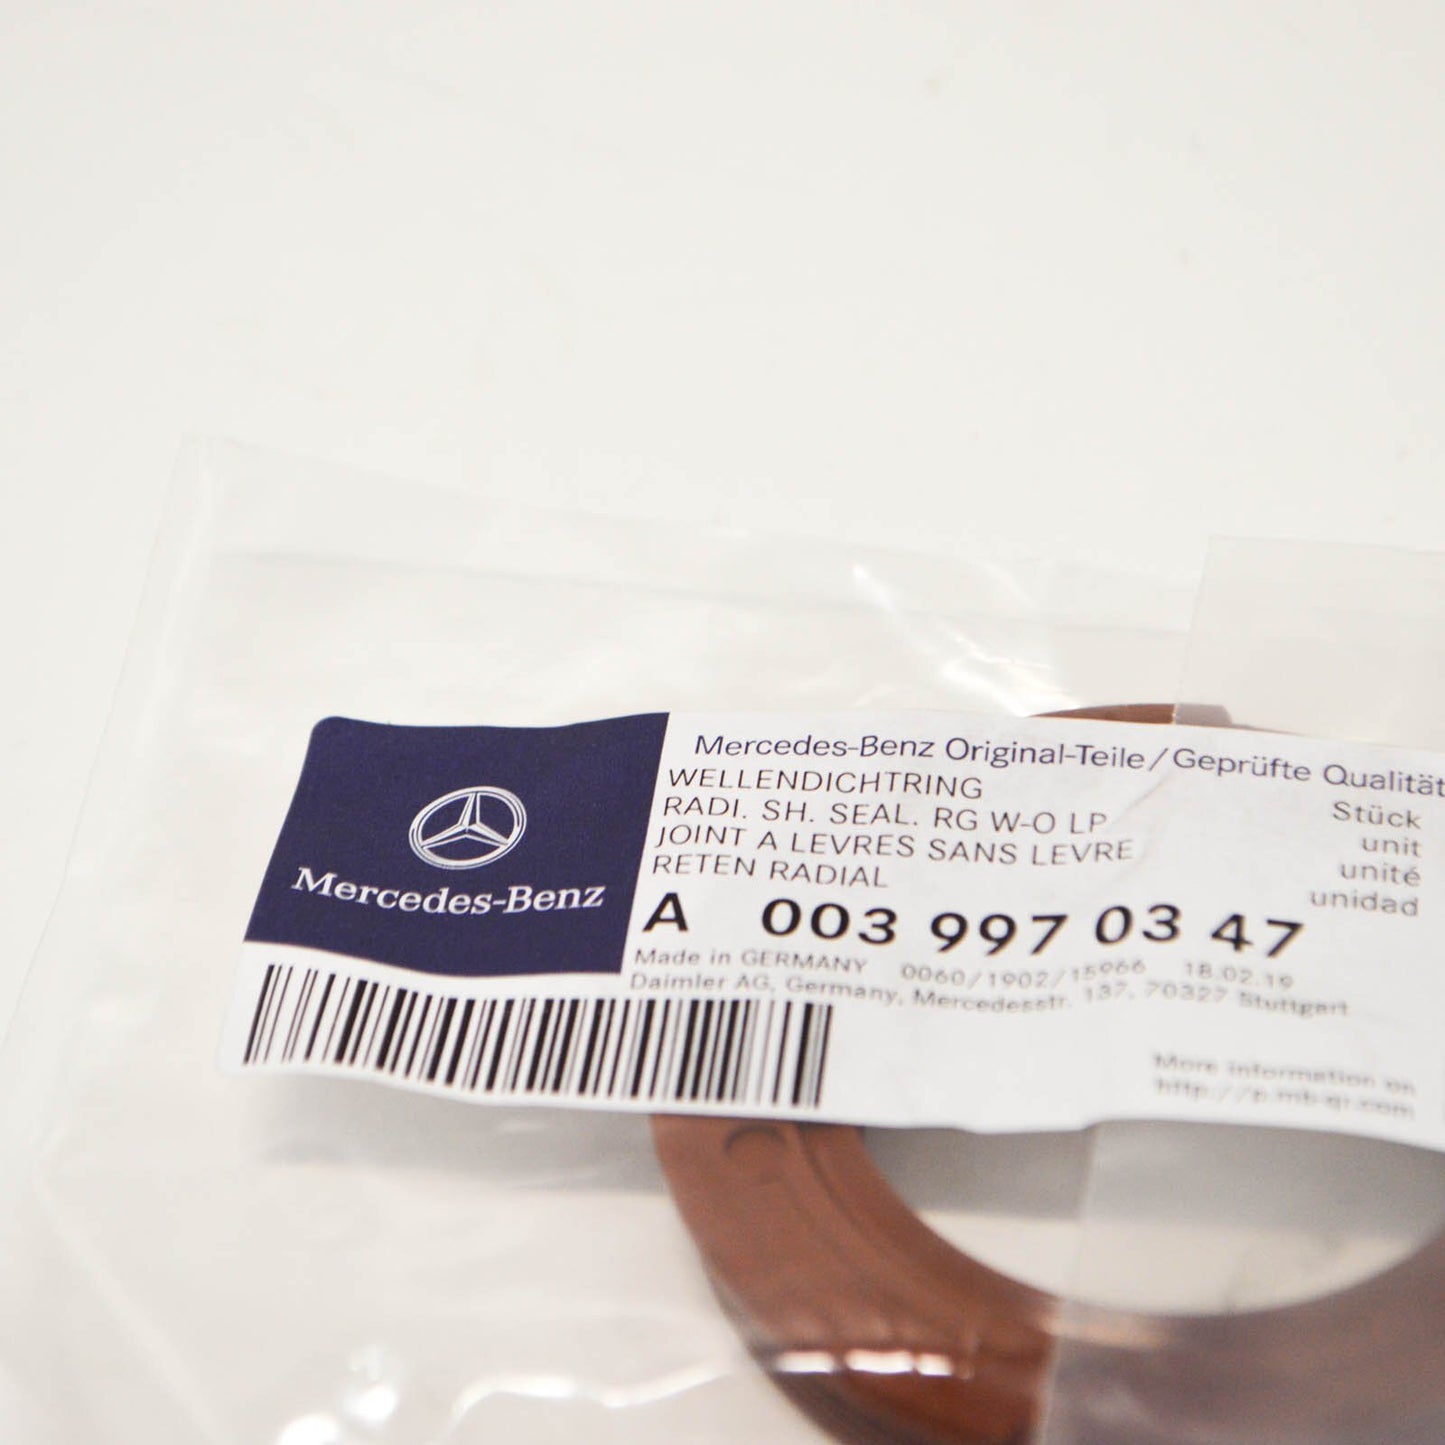 Mercedes-Benz
Mercedes-Benz Original-Teile/Geprüfte Qualität
WELLENDICHTRING
RADI. SH. SEAL. RG W-O LP
JOINT A LEVRES SANS LEVRE
RETEN RADIAL
Stück
unit
unité
unidad
A 003 997 03 47
Made in GERMANY 0060/1902/15966 18.02.19
Daimler AG, Germany, Mercedesstr. 137, 70327 Stuttgart
More information on
http://p.mb-qr.com